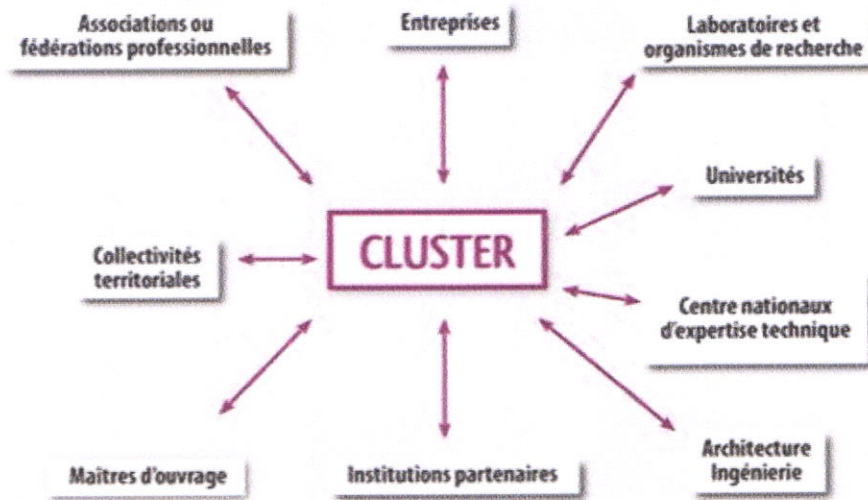 Associations ou
fédérations professionnelles
Entreprises
Laboratoires et
organismes de recherche
Universités
Collectivités
territoriales
CLUSTER
Centre nationaux
d'expertise technique
Maîtres d'ouvrage
Institutions partenaires
Architecture
Ingénierie